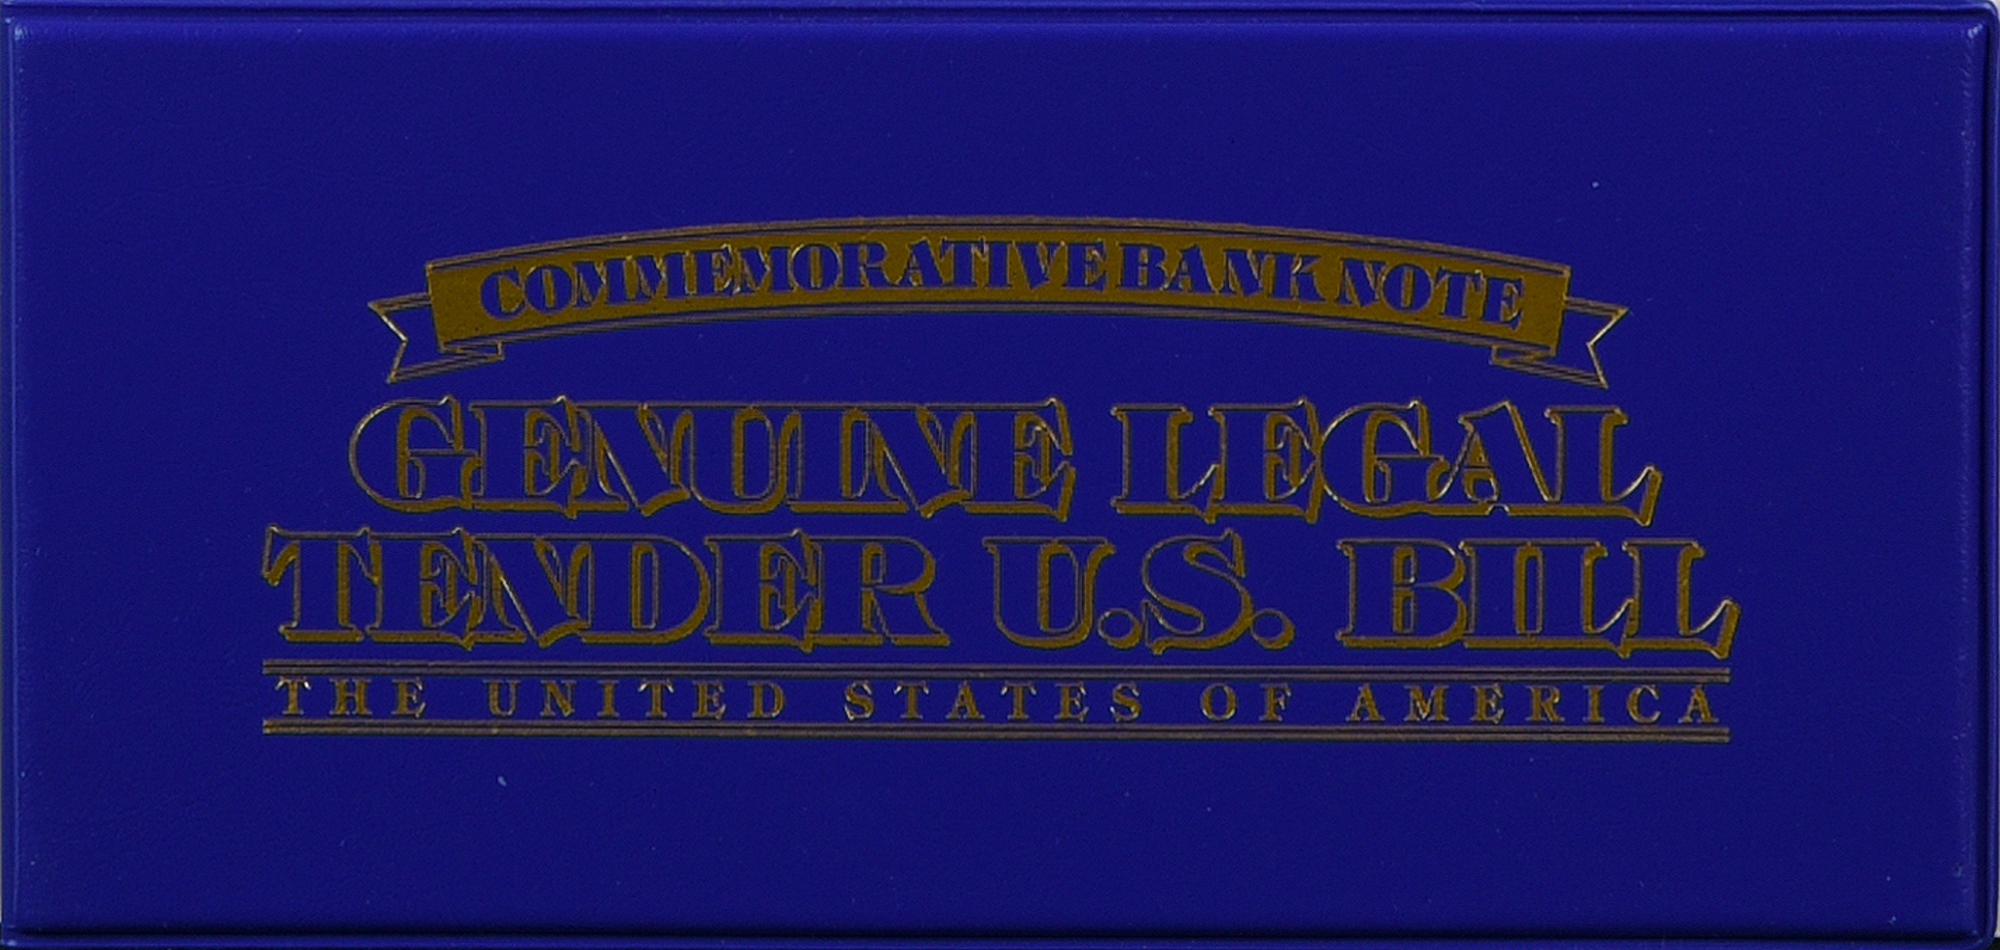 COMMEMORATIVE BANK NOTE
GENUINE LEGAL
TENDER U.S. BILL
THE UNITED STATES OF AMERICA